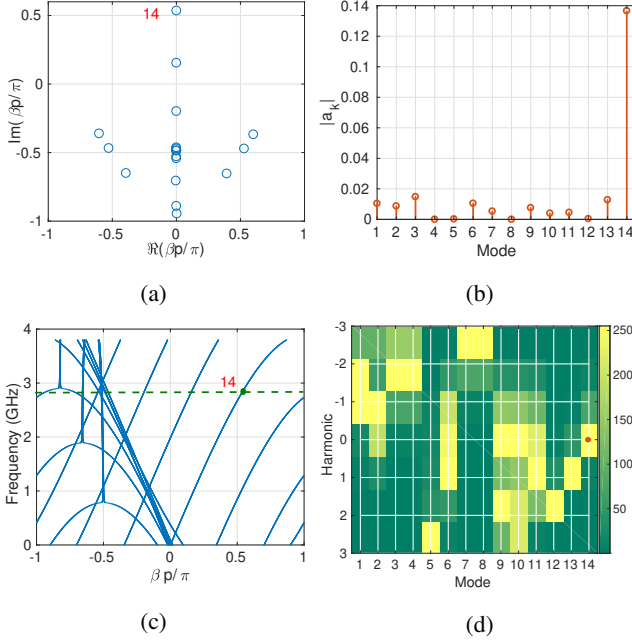 14
0.5
0
-0.5
-1
Im(βp/π)
-1
-0.5
0
0.5
1
ℜ(βp/π)
(a)
0.14
0.12
0.1
0.08
0.06
0.04
0.02
0
|a_k|
1 2 3 4 5 6 7 8 9 10 11 12 13 14
Mode
(b)
4
3
2
1
0
Frequency (GHz)
14
-1
-0.5
0
0.5
1
β p/π
(c)
-3
-2
-1
0
1
2
3
Harmonic
1 2 3 4 5 6 7 8 9 10 11 12 13 14
Mode
250
200
150
100
50
(d)